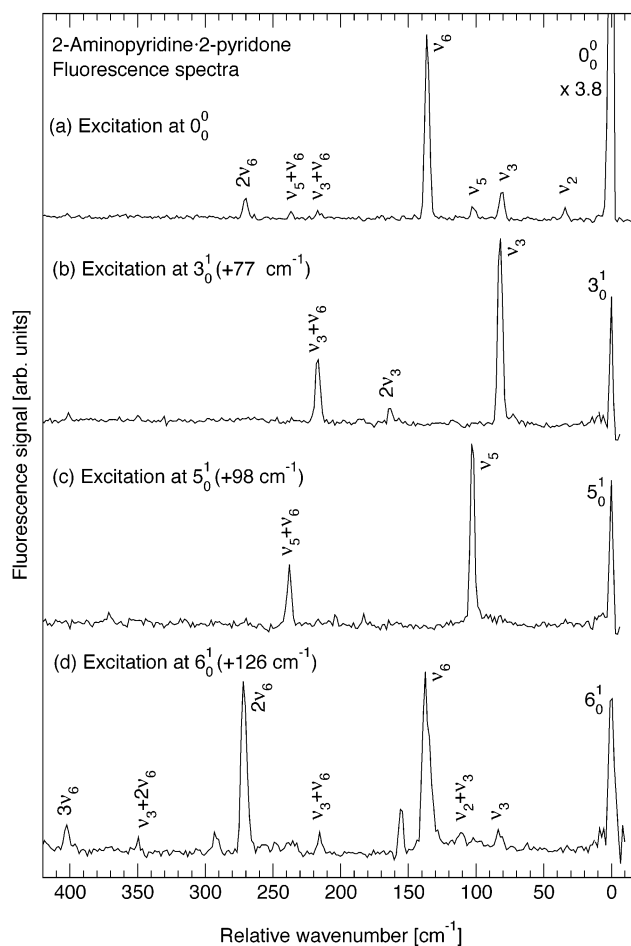 2-Aminopyridine·2-pyridone
Fluorescence spectra
ν₆
0⁰₀
x 3.8
(a) Excitation at 0⁰₀
2ν₆
ν₅+ν₆
ν₃+ν₆
ν₅
ν₃
ν₂
(b) Excitation at 3¹₀ (+77 cm⁻¹)
ν₃
3¹₀
ν₃+ν₆
2ν₃
(c) Excitation at 5¹₀ (+98 cm⁻¹)
ν₅
5¹₀
ν₅+ν₆
(d) Excitation at 6¹₀ (+126 cm⁻¹)
ν₆
6¹₀
2ν₆
3ν₆
ν₃+2ν₆
ν₃+ν₆
ν₂+ν₃
ν₃
Fluorescence signal [arb. units]
400 350 300 250 200 150 100 50 0
Relative wavenumber [cm⁻¹]